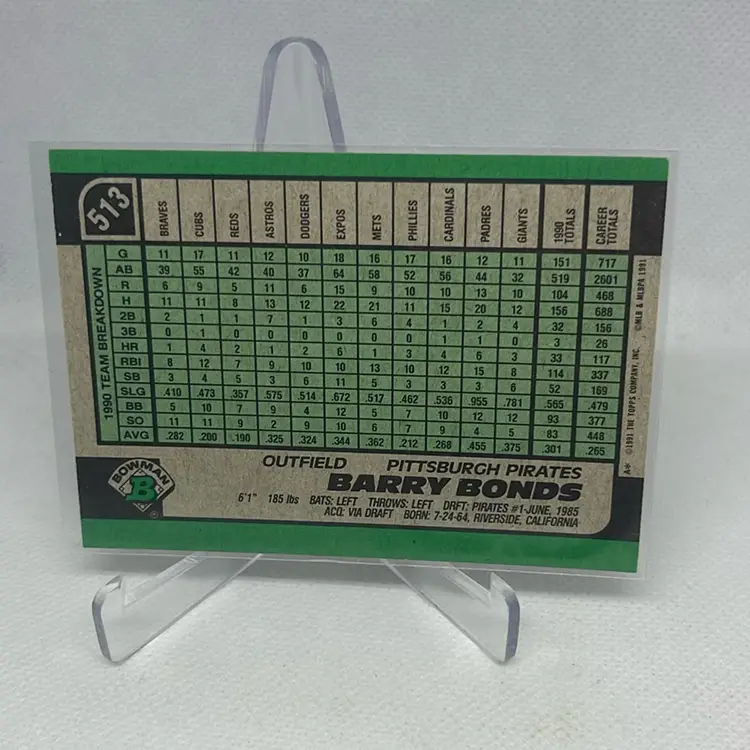 513
BRAVES CUBS REDS ASTROS DODGERS EXPOS METS PHILLIES CARDINALS PADRES GIANTS 1990 TOTALS CAREER TOTALS
1990 TEAM BREAKDOWN
G 11 17 11 12 10 18 16 17 16 12 11 151 717
AB 39 55 42 40 37 64 58 52 56 44 32 519 2601
R 6 9 5 11 6 15 9 10 10 13 10 104 468
H 11 11 8 13 12 22 21 11 15 20 12 156 688
2B 2 1 1 7 1 3 6 4 1 2 4 32 156
3B 0 1 0 0 0 0 0 0 1 1 0 3 26
HR 1 4 2 1 2 6 3 4 6 3 33 117
RBI 8 12 7 9 10 10 13 10 12 15 8 114 337
SB 3 4 5 3 6 11 5 3 3 3 6 52 169
SLG .410 .473 .357 .575 .514 .672 .517 .462 .536 .955 .781 .565 .479
BB 5 10 7 9 4 12 5 7 10 12 12 93 377
SO 11 11 9 2 9 10 6 83 448
AVG .282 .200 .190 .325 .324 .344 .362 .212 .268 .455 .375 .301 .265
BOWMAN
B
®
OUTFIELD PITTSBURGH PIRATES
BARRY BONDS
6'1" 185 lbs BATS: LEFT THROWS: LEFT DRFT: PIRATES #1-JUNE, 1985
ACQ: VIA DRAFT BORN: 7-24-64, RIVERSIDE, CALIFORNIA
A* ©1991 THE TOPPS COMPANY, INC. ©MLB & MLBPA 1991